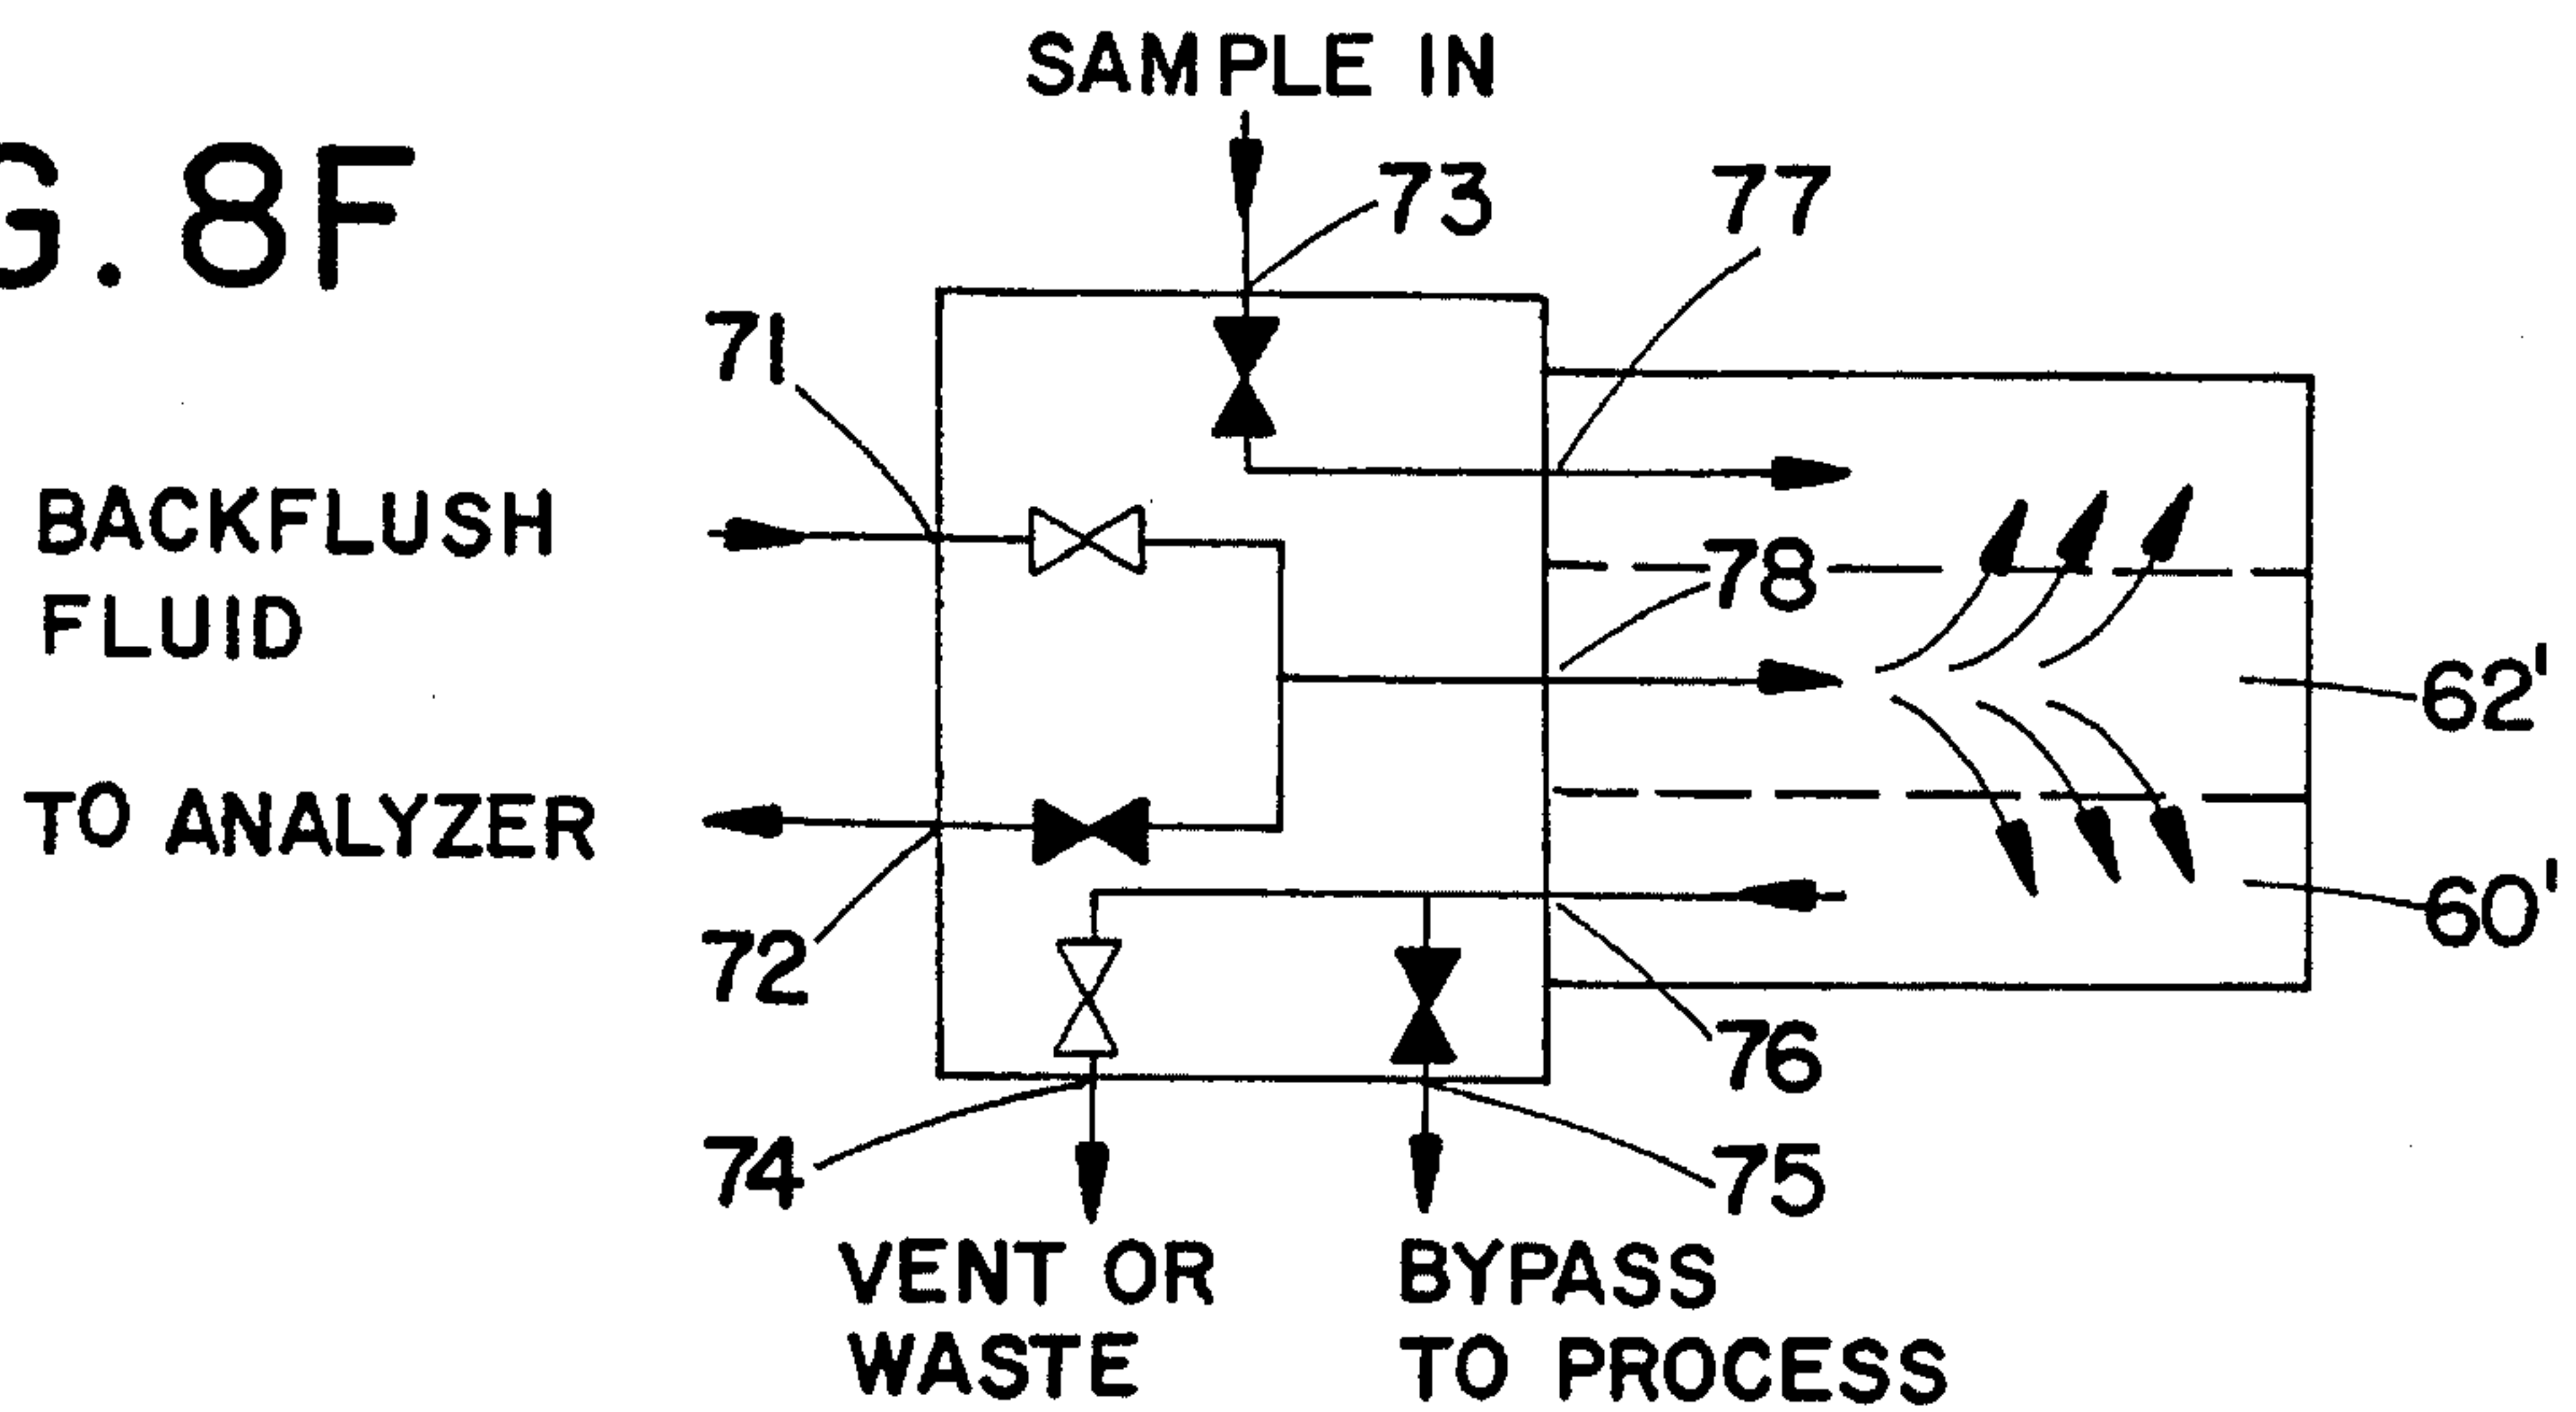 G. 8F
SAMPLE IN
73
77
71
BACKFLUSH
FLUID
78
62'
TO ANALYZER
60'
72
76
74
75
VENT OR
WASTE
BYPASS
TO PROCESS